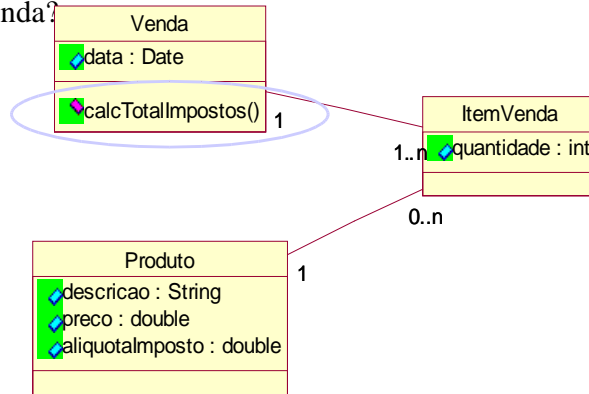 nda?
Venda
data : Date
calcTotalImpostos()
1
ItemVenda
1..n
quantidade : int
0..n
Produto
1
descricao : String
preco : double
aliquotaImposto : double